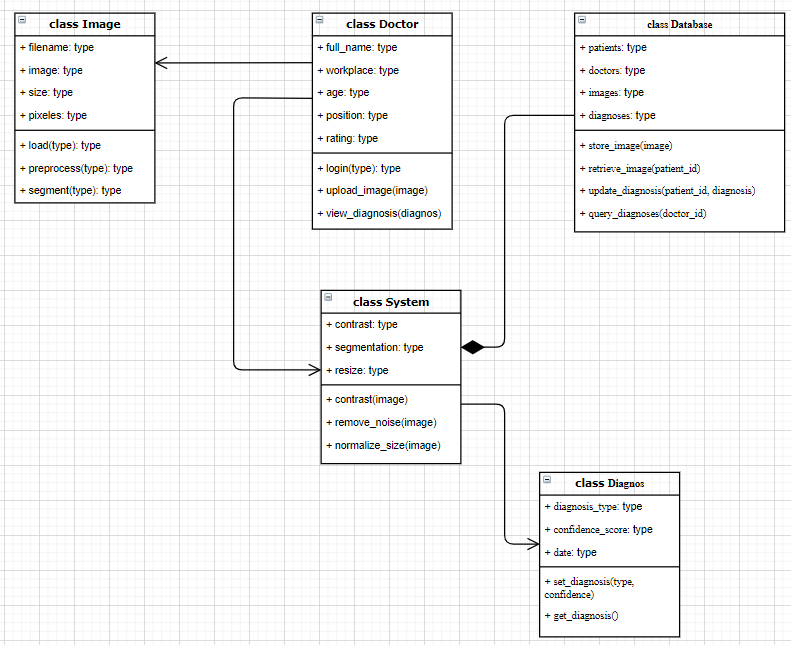 class Image
+ filename: type
+ image: type
+ size: type
+ pixeles: type
+ load(type): type
+ preprocess(type): type
+ segment(type): type
class Doctor
+ full_name: type
+ workplace: type
+ age: type
+ position: type
+ rating: type
+ login(type): type
+ upload_image(image)
+ view_diagnosis(diagnos)
class Database
+ patients: type
+ doctors: type
+ images: type
+ diagnoses: type
+ store_image(image)
+ retrieve_image(patient_id)
+ update_diagnosis(patient_id, diagnosis)
+ query_diagnoses(doctor_id)
class System
+ contrast: type
+ segmentation: type
+ resize: type
+ contrast(image)
+ remove_noise(image)
+ normalize_size(image)
class Diagnos
+ diagnosis_type: type
+ confidence_score: type
+ date: type
+ set_diagnosis(type,
confidence)
+ get_diagnosis()